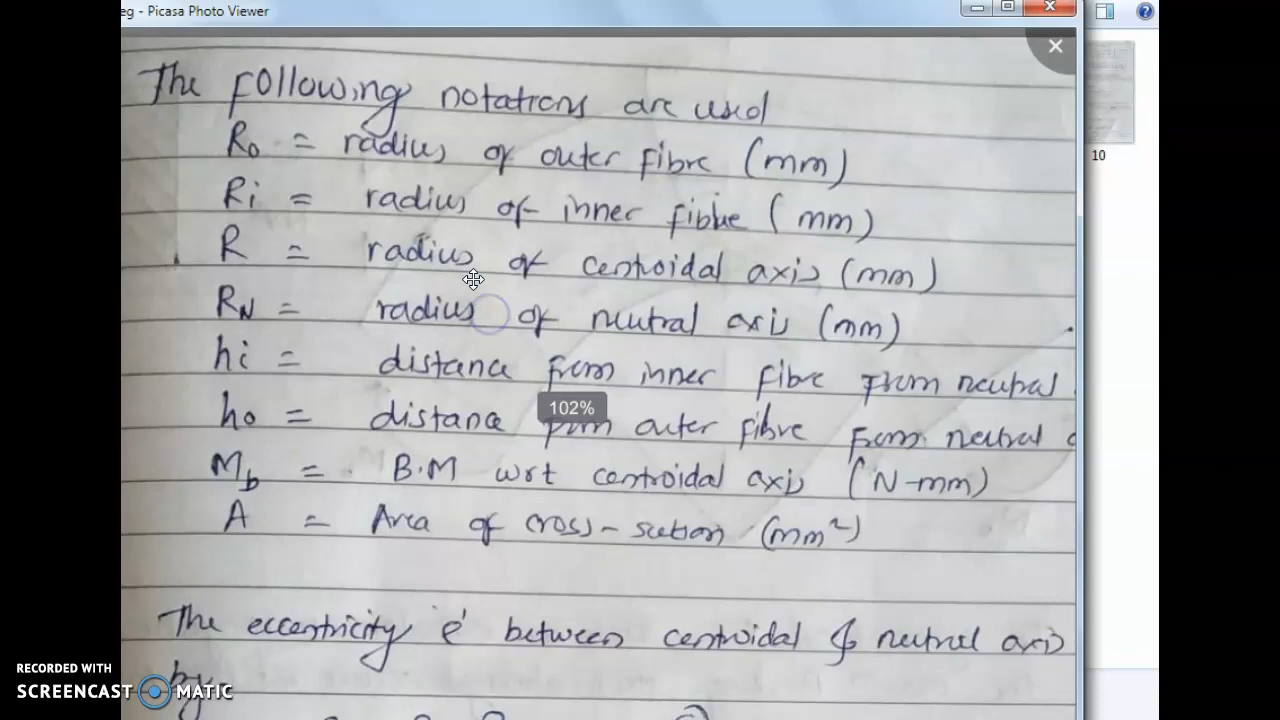 eg - Picasa Photo Viewer
The following notations are used
Ro = radius of outer fibre (mm)
Ri = radius of inner fibre (mm)
R = radius of centroidal axis (mm)
RN = radius of neutral axis (mm)
hi = distance from inner fibre from neutral
102%
ho = distance from outer fibre from neutral
Mb = B.M wrt centroidal axis (N-mm)
A = Area of cross-section (mm²)
The eccentricity 'e' between centroidal & neutral axis
by
10
RECORDED WITH
SCREENCAST MATIC